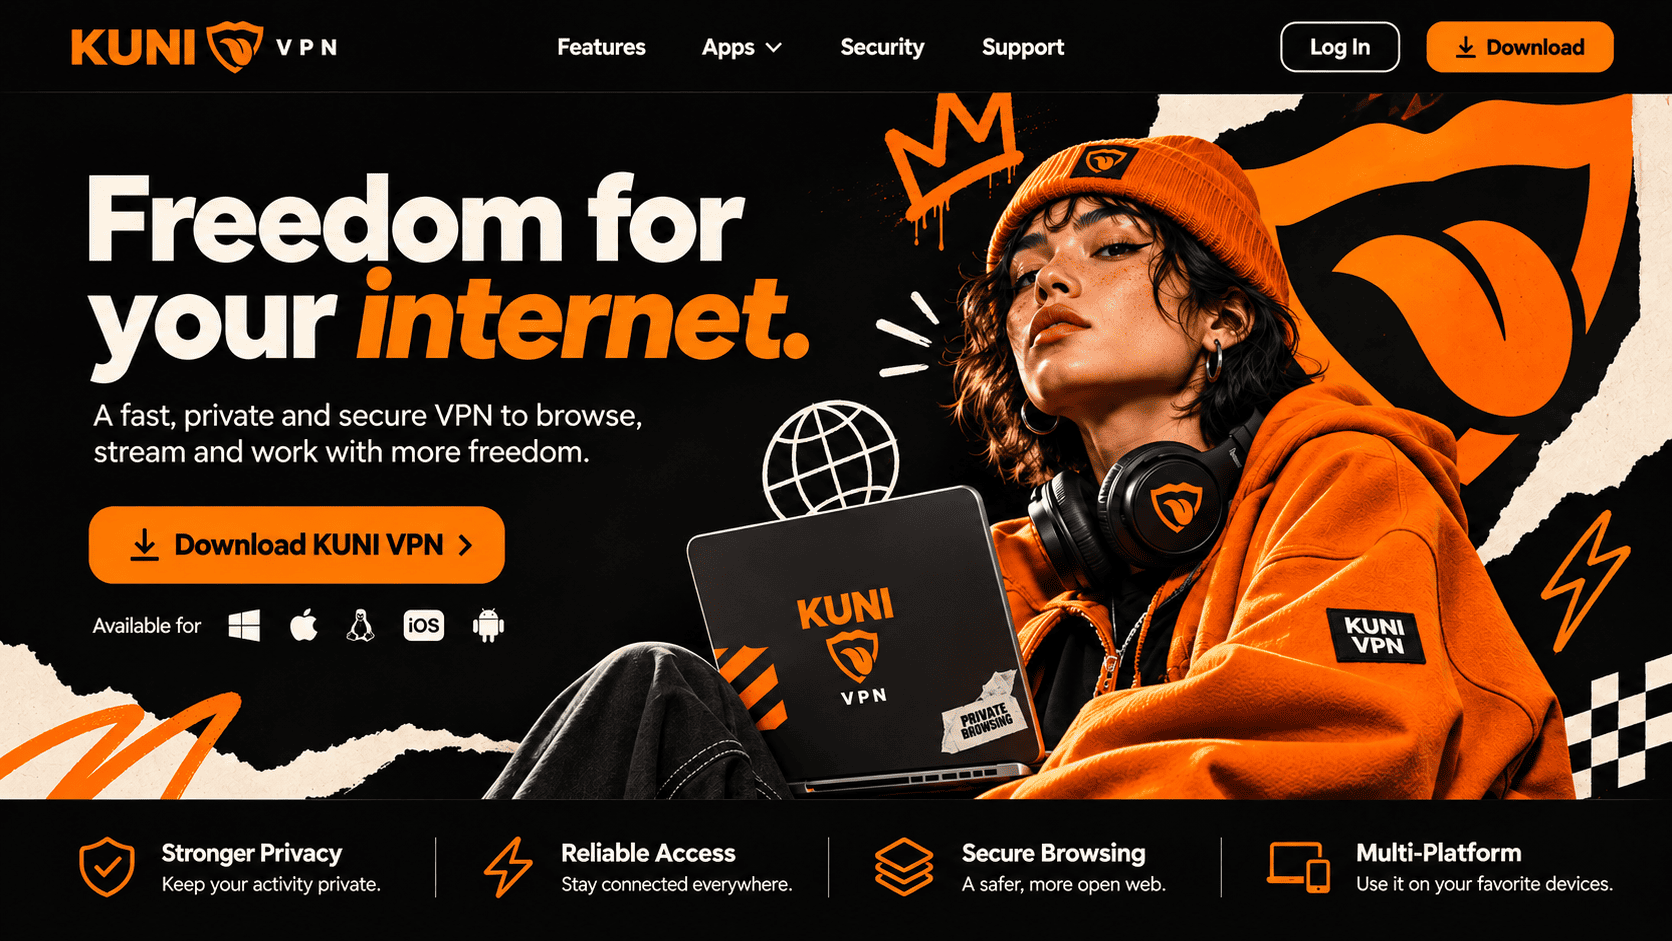 KUNI VPN
Features
Apps
Security
Support
Log In
Download
Freedom for
your internet.
A fast, private and secure VPN to browse,
stream and work with more freedom.
Download KUNI VPN
Available for
iOS
KUNI
VPN
PRIVATE
BROWSING
KUNI
VPN
Stronger Privacy
Keep your activity private.
Reliable Access
Stay connected everywhere.
Secure Browsing
A safer, more open web.
Multi-Platform
Use it on your favorite devices.